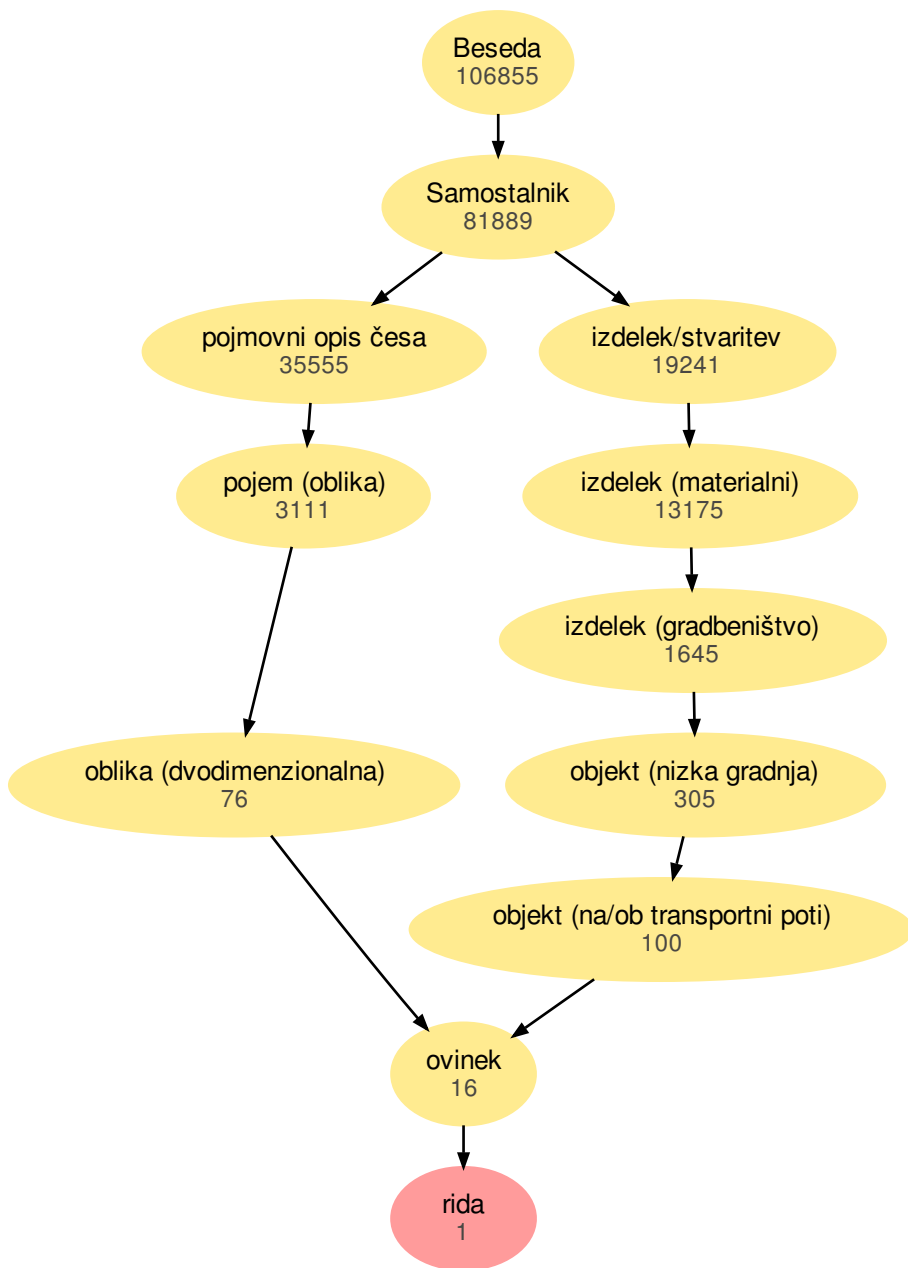 Beseda
106855
Samostalnik
81889
pojmovni opis česa
35555
izdelek/stvaritev
19241
pojem (oblika)
3111
izdelek (materialni)
13175
izdelek (gradbeništvo)
1645
oblika (dvodimenzionalna)
76
objekt (nizka gradnja)
305
objekt (na/ob transportni poti)
100
ovinek
16
rida
1